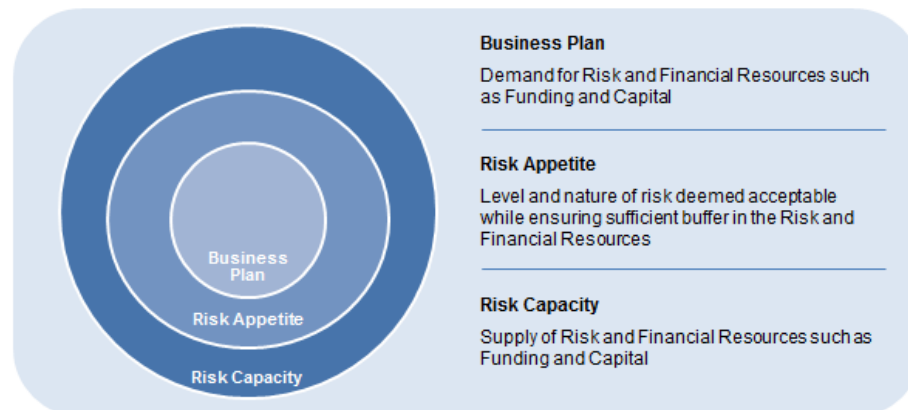 Business Plan
Demand for Risk and Financial Resources such
as Funding and Capital
Risk Appetite
Level and nature of risk deemed acceptable
while ensuring sufficient buffer in the Risk and
Financial Resources
Risk Capacity
Supply of Risk and Financial Resources such as
Funding and Capital
Business
Plan
Risk Appetite
Risk Capacity